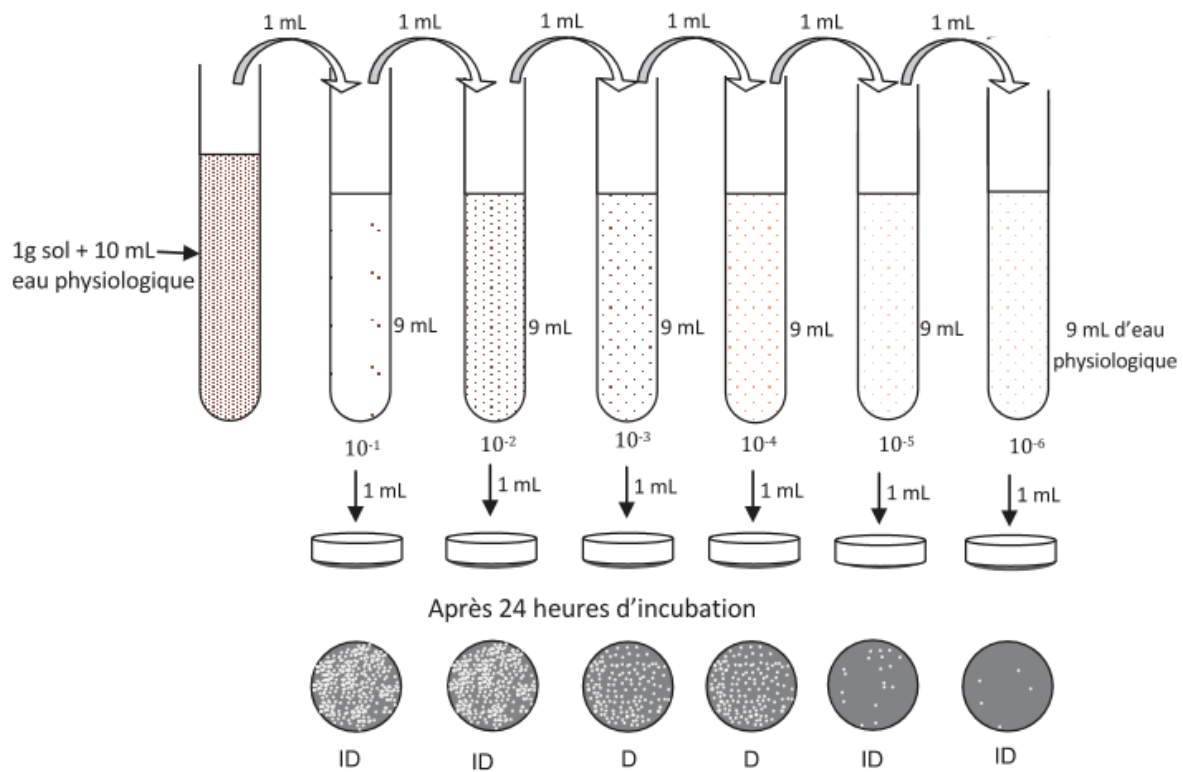 1 mL 1 mL 1 mL 1 mL 1 mL 1 mL
1g sol + 10 mL
eau physiologique
9 mL 9 mL 9 mL 9 mL 9 mL 9 mL d’eau
physiologique
10⁻¹ 10⁻² 10⁻³ 10⁻⁴ 10⁻⁵ 10⁻⁶
1 mL 1 mL 1 mL 1 mL 1 mL 1 mL
Après 24 heures d’incubation
ID ID D D ID ID